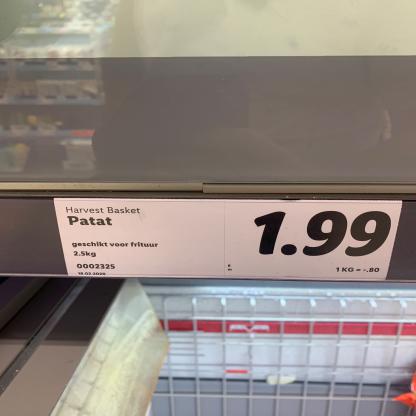 Harvest Basket
Patat
geschikt voor frituur
2.5kg
0002325
1.99
1 KG = -.80